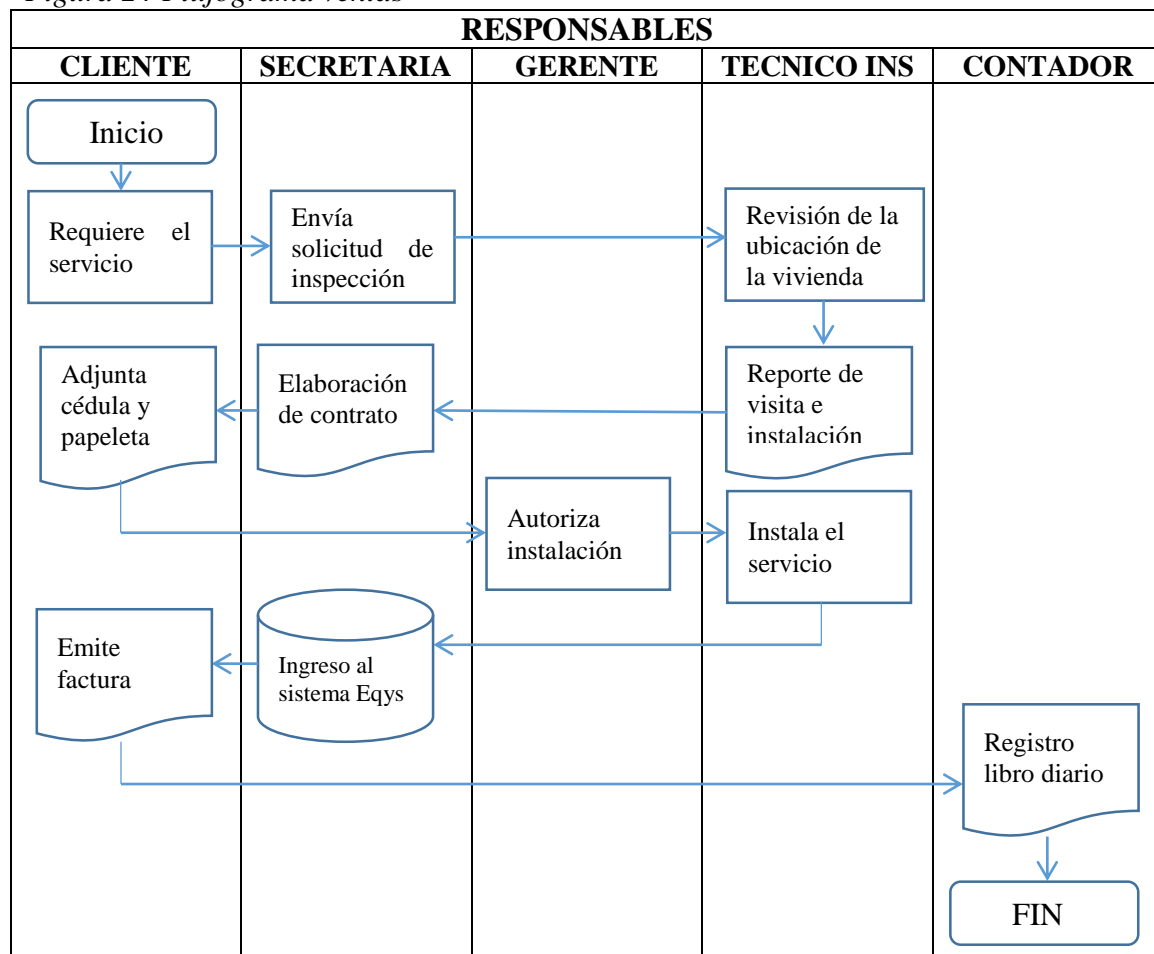 RESPONSABLES
CLIENTE SECRETARIA GERENTE TECNICO INS CONTADOR
Inicio
Requiere el
servicio
Envía
solicitud de
inspección
Revisión de la
ubicación de
la vivienda
Adjunta
cédula y
papeleta
Elaboración
de contrato
Reporte de
visita e
instalación
Autoriza
instalación
Instala el
servicio
Emite
factura
Ingreso al
sistema Eqys
Registro
libro diario
FIN